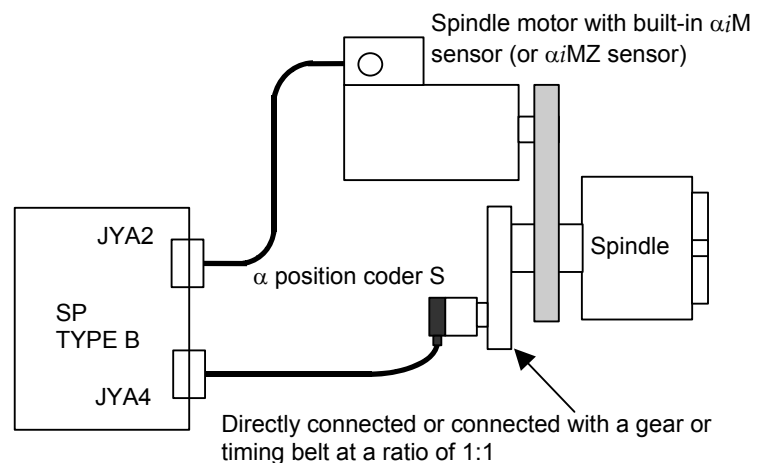 Spindle motor with built-in αiM
sensor (or αiMZ sensor)
JYA2
α position coder S
Spindle
SP
TYPE B
JYA4
Directly connected or connected with a gear or
timing belt at a ratio of 1:1